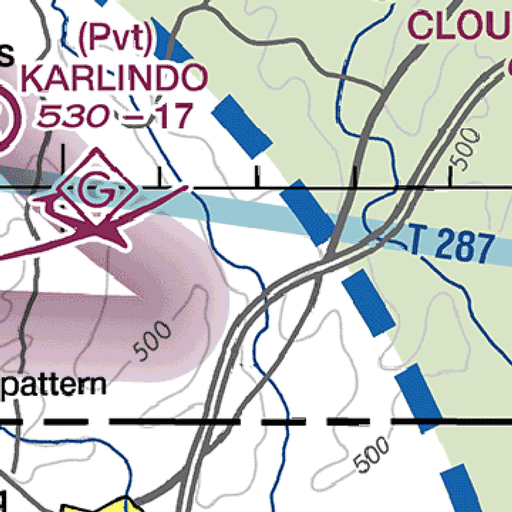 CLOU
(Pvt)
s
KARLINDO
530 – 17
G
500
T 287
500
pattern
500